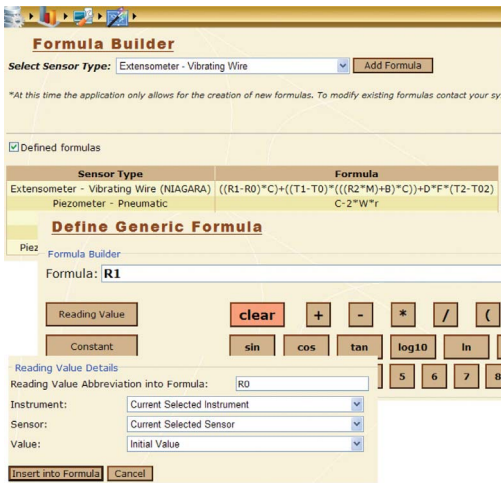 Formula Builder
Select Sensor Type: Extensometer - Vibrating Wire Add Formula
*At this time the application only allows for the creation of new formulas. To modify existing formulas contact your sy
Defined formulas
Sensor Type Formula
Extensometer - Vibrating Wire (NIAGARA) ((R1-R0)*C)+((T1-T0)*(((R2*M)+B)*C))+D*F*(T2-T02)
Piezometer - Pneumatic C-2*W*r
Piez
Define Generic Formula
Formula Builder
Formula: R1
Reading Value clear + - * / (
Constant sin cos tan log10 ln
5 6 7 8
Reading Value Details
Reading Value Abbreviation into Formula: R0
Instrument: Current Selected Instrument
Sensor: Current Selected Sensor
Value: Initial Value
Insert into Formula Cancel